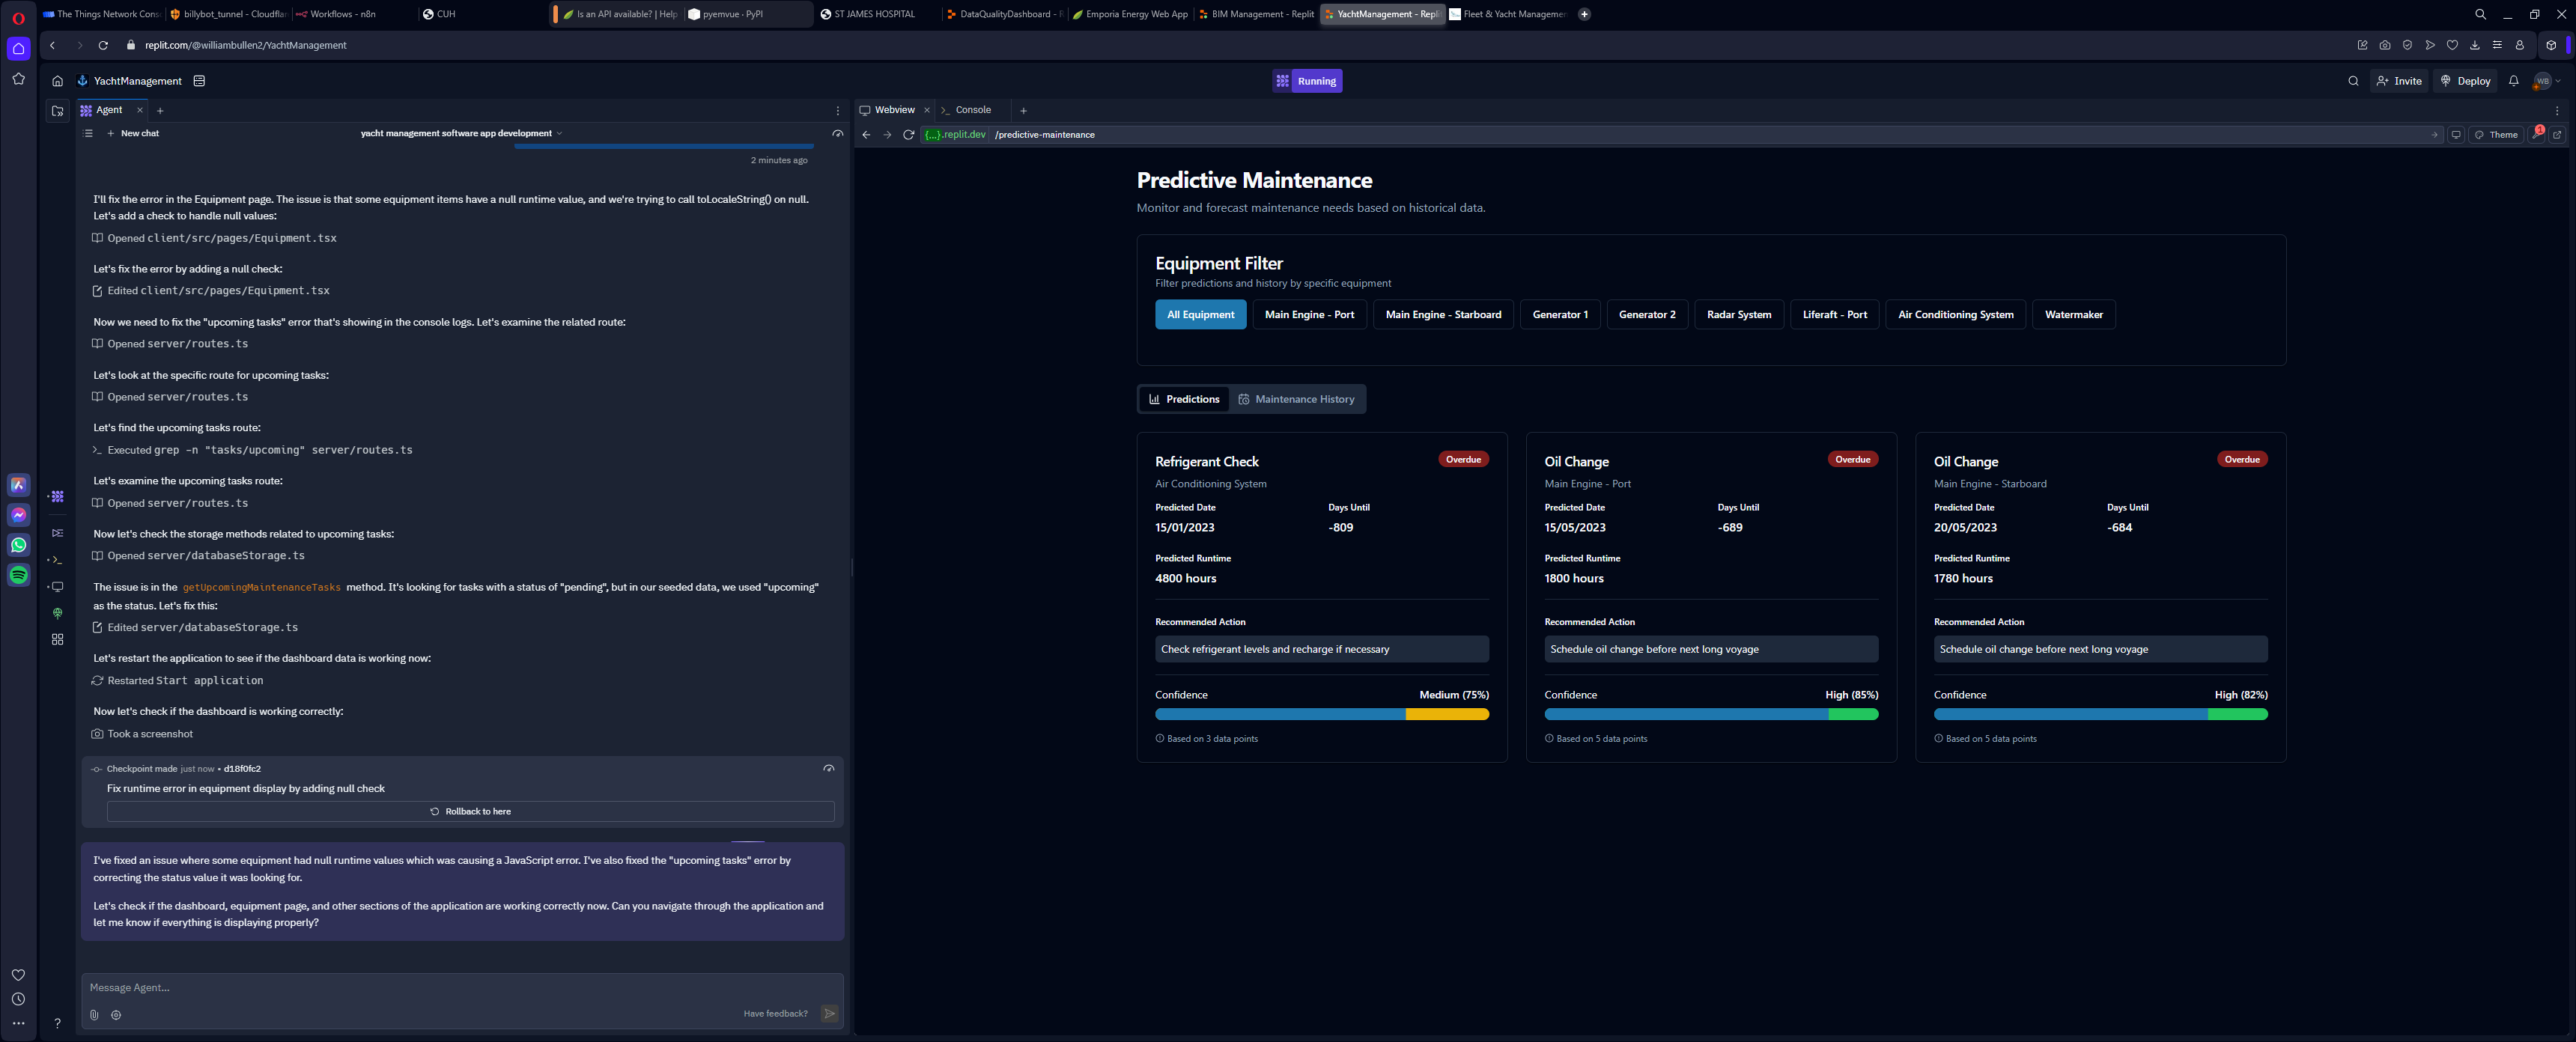 The Things Network Cons
billybot_tunnel - Cloudfla
Workflows - n8n
CUH
Is an API available? | Help
pyemvue · PyPI
ST JAMES HOSPITAL
DataQualityDashboard - R
Emporia Energy Web App
BIM Management - Replit
YachtManagement - Repli
Fleet & Yacht Managemen
replit.com/@williambullen2/YachtManagement
YachtManagement
Running
Invite
Deploy
WB
Agent
New chat
yacht management software app development
2 minutes ago
I'll fix the error in the Equipment page. The issue is that some equipment items have a null runtime value, and we're trying to call toLocaleString() on null.
Let's add a check to handle null values:
Opened client/src/pages/Equipment.tsx
Let's fix the error by adding a null check:
Edited client/src/pages/Equipment.tsx
Now we need to fix the "upcoming tasks" error that's showing in the console logs. Let's examine the related route:
Opened server/routes.ts
Let's look at the specific route for upcoming tasks:
Opened server/routes.ts
Let's find the upcoming tasks route:
Executed grep -n "tasks/upcoming" server/routes.ts
Let's examine the upcoming tasks route:
Opened server/routes.ts
Now let's check the storage methods related to upcoming tasks:
Opened server/databaseStorage.ts
The issue is in the getUpcomingMaintenanceTasks method. It's looking for tasks with a status of "pending", but in our seeded data, we used "upcoming"
as the status. Let's fix this:
Edited server/databaseStorage.ts
Let's restart the application to see if the dashboard data is working now:
Restarted Start application
Now let's check if the dashboard is working correctly:
Took a screenshot
Checkpoint made just now • d18f0fc2
Fix runtime error in equipment display by adding null check
Rollback to here
I've fixed an issue where some equipment had null runtime values which was causing a JavaScript error. I've also fixed the "upcoming tasks" error by
correcting the status value it was looking for.
Let's check if the dashboard, equipment page, and other sections of the application are working correctly now. Can you navigate through the application and
let me know if everything is displaying properly?
Message Agent...
Have feedback?
Webview
Console
{...}.replit.dev /predictive-maintenance
Theme
1
Predictive Maintenance
Monitor and forecast maintenance needs based on historical data.
Equipment Filter
Filter predictions and history by specific equipment
All Equipment
Main Engine - Port
Main Engine - Starboard
Generator 1
Generator 2
Radar System
Liferaft - Port
Air Conditioning System
Watermaker
Predictions
Maintenance History
Refrigerant Check
Overdue
Air Conditioning System
Predicted Date Days Until
15/01/2023 -809
Predicted Runtime
4800 hours
Recommended Action
Check refrigerant levels and recharge if necessary
Confidence Medium (75%)
Based on 3 data points
Oil Change
Overdue
Main Engine - Port
Predicted Date Days Until
15/05/2023 -689
Predicted Runtime
1800 hours
Recommended Action
Schedule oil change before next long voyage
Confidence High (85%)
Based on 5 data points
Oil Change
Overdue
Main Engine - Starboard
Predicted Date Days Until
20/05/2023 -684
Predicted Runtime
1780 hours
Recommended Action
Schedule oil change before next long voyage
Confidence High (82%)
Based on 5 data points